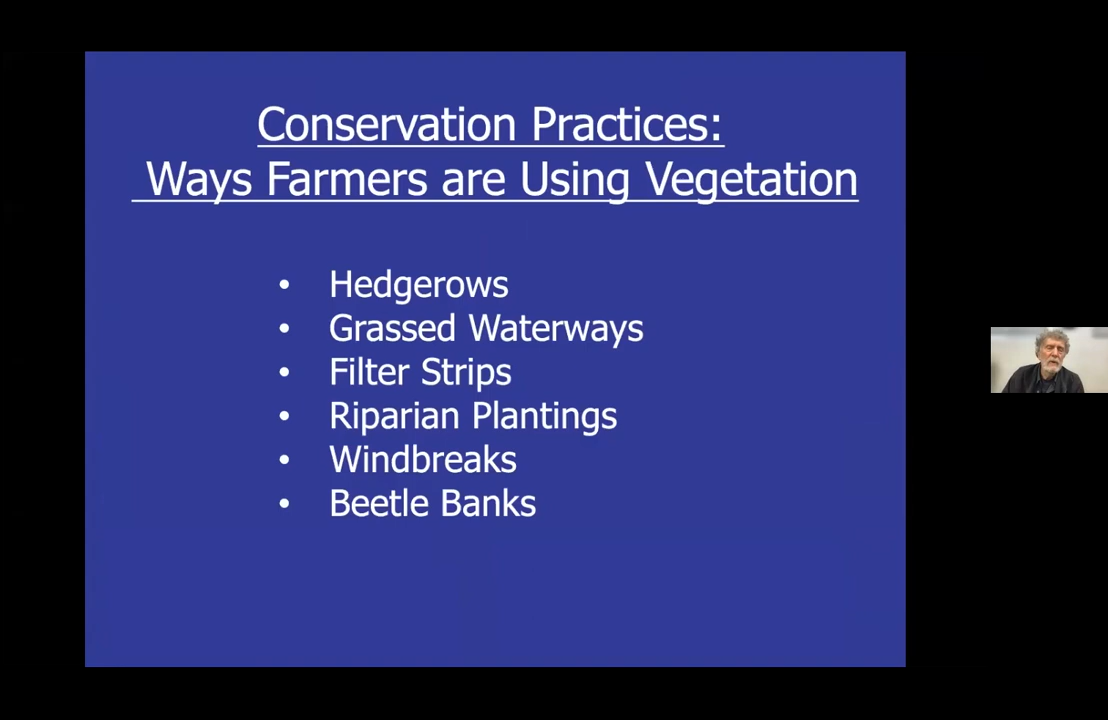 Conservation Practices:
Ways Farmers are Using Vegetation
• Hedgerows
• Grassed Waterways
• Filter Strips
• Riparian Plantings
• Windbreaks
• Beetle Banks